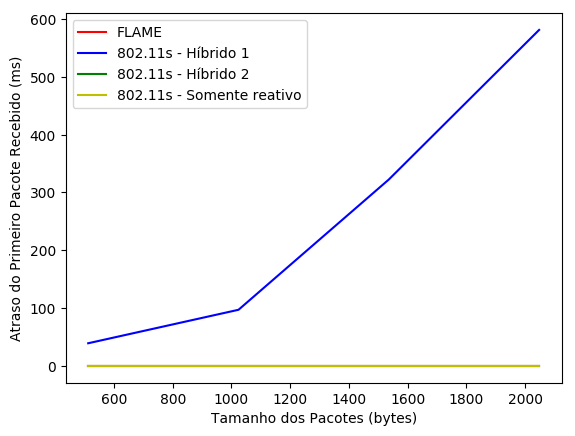 FLAME
802.11s - Híbrido 1
802.11s - Híbrido 2
802.11s - Somente reativo
Atraso do Primeiro Pacote Recebido (ms)
600
500
400
300
200
100
0
600
800
1000
1200
1400
1600
1800
2000
Tamanho dos Pacotes (bytes)